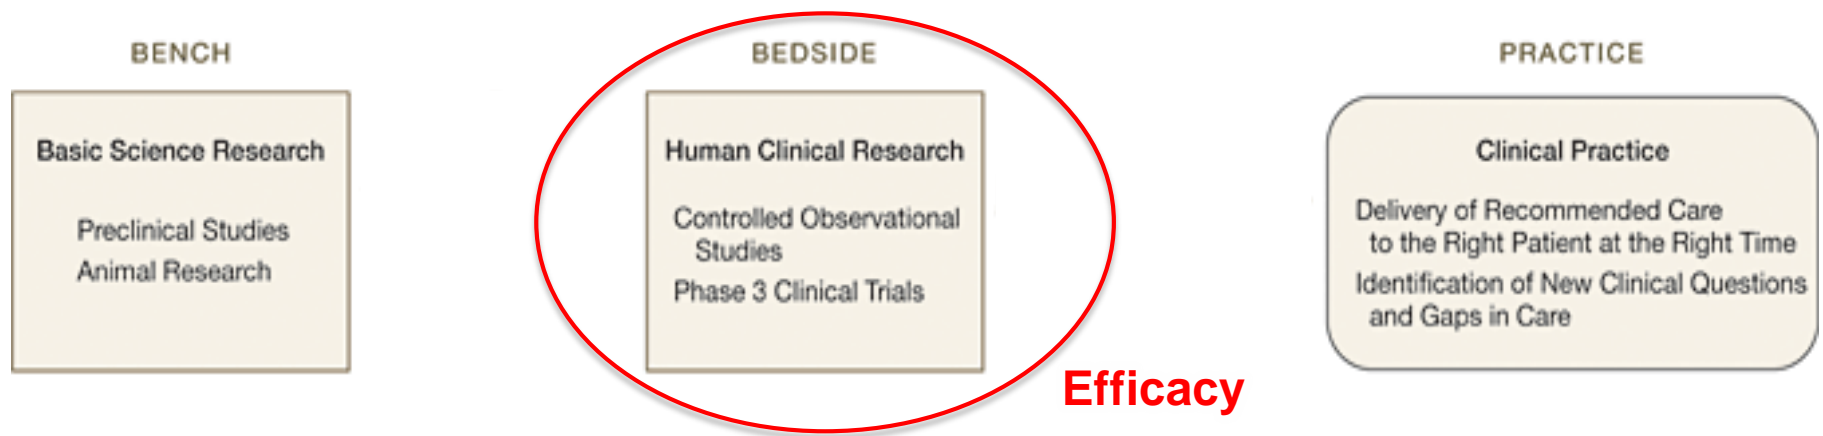 BENCH
Basic Science Research
Preclinical Studies
Animal Research
BEDSIDE
Human Clinical Research
Controlled Observational
Studies
Phase 3 Clinical Trials
Efficacy
PRACTICE
Clinical Practice
Delivery of Recommended Care
to the Right Patient at the Right Time
Identification of New Clinical Questions
and Gaps in Care